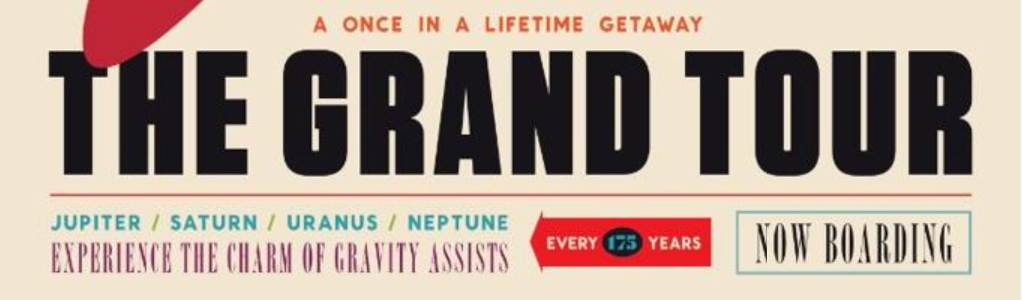 A ONCE IN A LIFETIME GETAWAY
THE GRAND TOUR
JUPITER / SATURN / URANUS / NEPTUNE
EXPERIENCE THE CHARM OF GRAVITY ASSISTS
EVERY 175 YEARS
NOW BOARDING